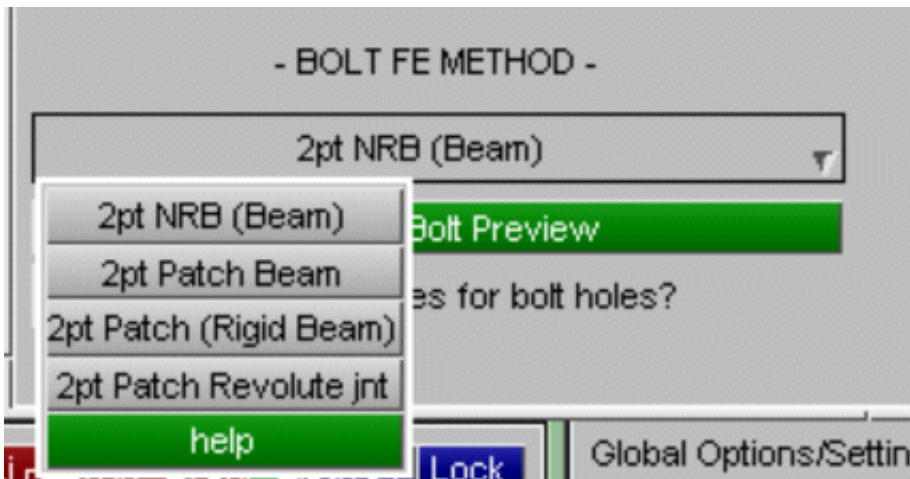 - BOLT FE METHOD -
2pt NRB (Beam)
2pt NRB (Beam)
Bolt Preview
2pt Patch Beam
es for bolt holes?
2pt Patch (Rigid Beam)
2pt Patch Revolute jnt
help
Lock
Global Options/Settin